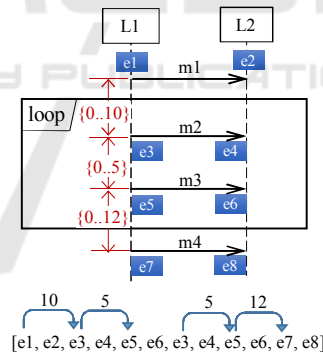 L1 L2
e1 e2
m1
{0..10}
loop
m2
e3 e4
{0..5}
m3
e5 e6
{0..12}
m4
e7 e8
10 5 5 12
[e1, e2, e3, e4, e5, e6, e3, e4, e5, e6, e7, e8]